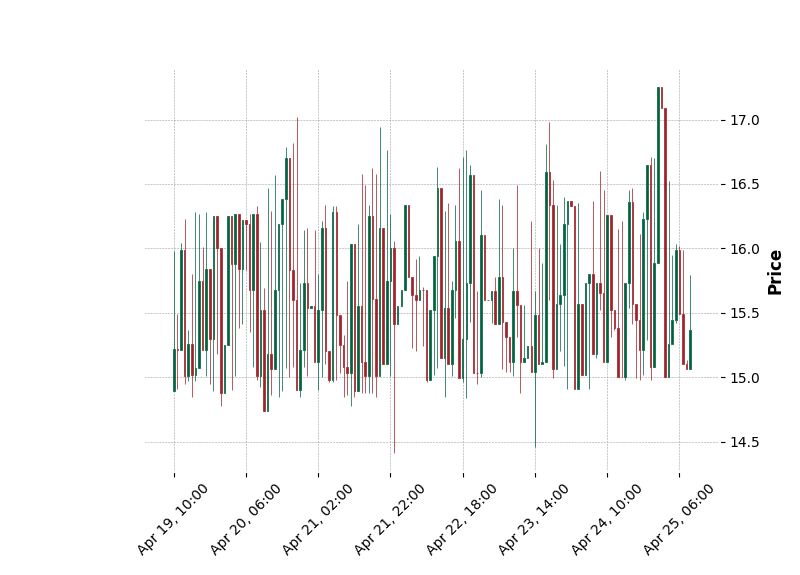 17.0
16.5
16.0
15.5
15.0
14.5
Price
Apr 19, 10:00
Apr 20, 06:00
Apr 21, 02:00
Apr 21, 22:00
Apr 22, 18:00
Apr 23, 14:00
Apr 24, 10:00
Apr 25, 06:00